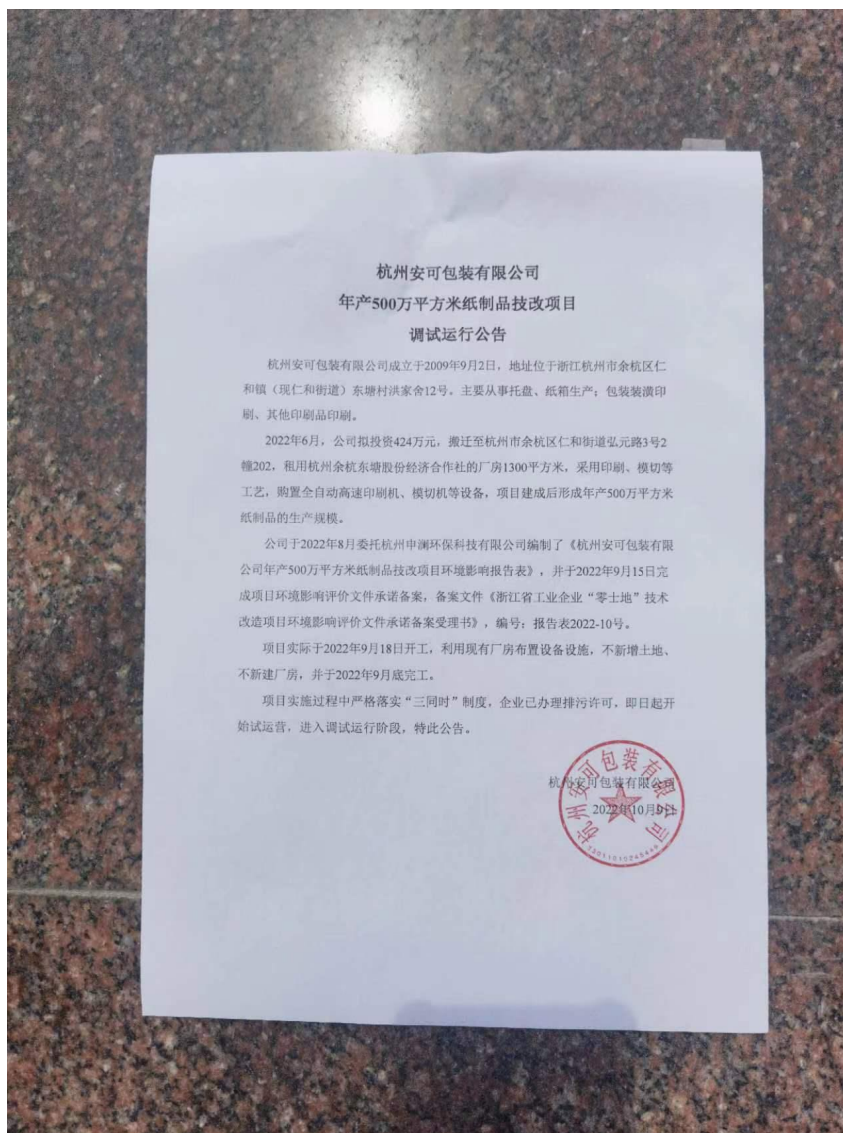 杭州安可包装有限公司
年产500万平方米纸制品技改项目
调试运行公告
杭州安可包装有限公司成立于2009年9月2日，地址位于浙江杭州市余杭区仁
和镇（现仁和街道）东塘村洪家舍12号。主要从事托盘、纸箱生产；包装装潢印
刷、其他印刷品印刷。
2022年6月，公司拟投资424万元，搬迁至杭州市余杭区仁和街道弘元路3号2
幢202，租用杭州余杭东塘股份经济合作社的厂房1300平方米，采用印刷、模切等
工艺，购置全自动高速印刷机、模切机等设备，项目建成后形成年产500万平方米
纸制品的生产规模。
公司于2022年8月委托杭州申澜环保科技有限公司编制了《杭州安可包装有限
公司年产500万平方米纸制品技改项目环境影响报告表》，并于2022年9月15日完
成项目环境影响评价文件承诺备案，备案文件《浙江省工业企业“零土地”技术
改造项目环境影响评价文件承诺备案受理书》，编号：报告表2022-10号。
项目实际于2022年9月18日开工，利用现有厂房布置设备设施，不新增土地、
不新建厂房，并于2022年9月底完工。
项目实施过程中严格落实“三同时”制度，企业已办理排污许可，即日起开
始试运营，进入调试运行阶段，特此公告。
杭州安可包装有限公司
2022年10月9日
杭州安可包装有限公司